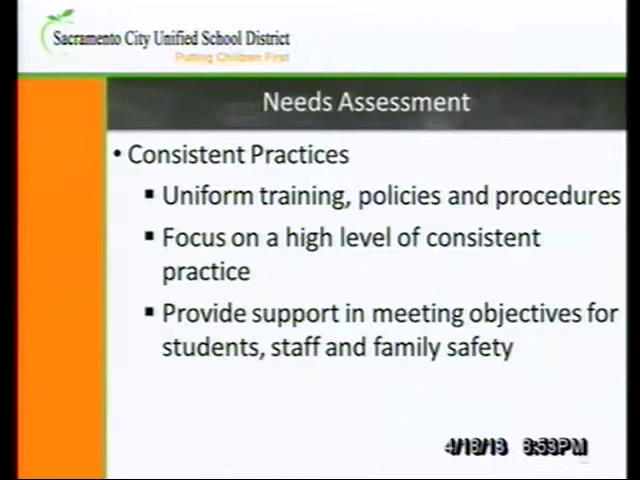 Sacramento City Unified School District
Putting Children First
Needs Assessment
• Consistent Practices
▪ Uniform training, policies and procedures
▪ Focus on a high level of consistent
practice
▪ Provide support in meeting objectives for
students, staff and family safety
4/18/13 8:53PM